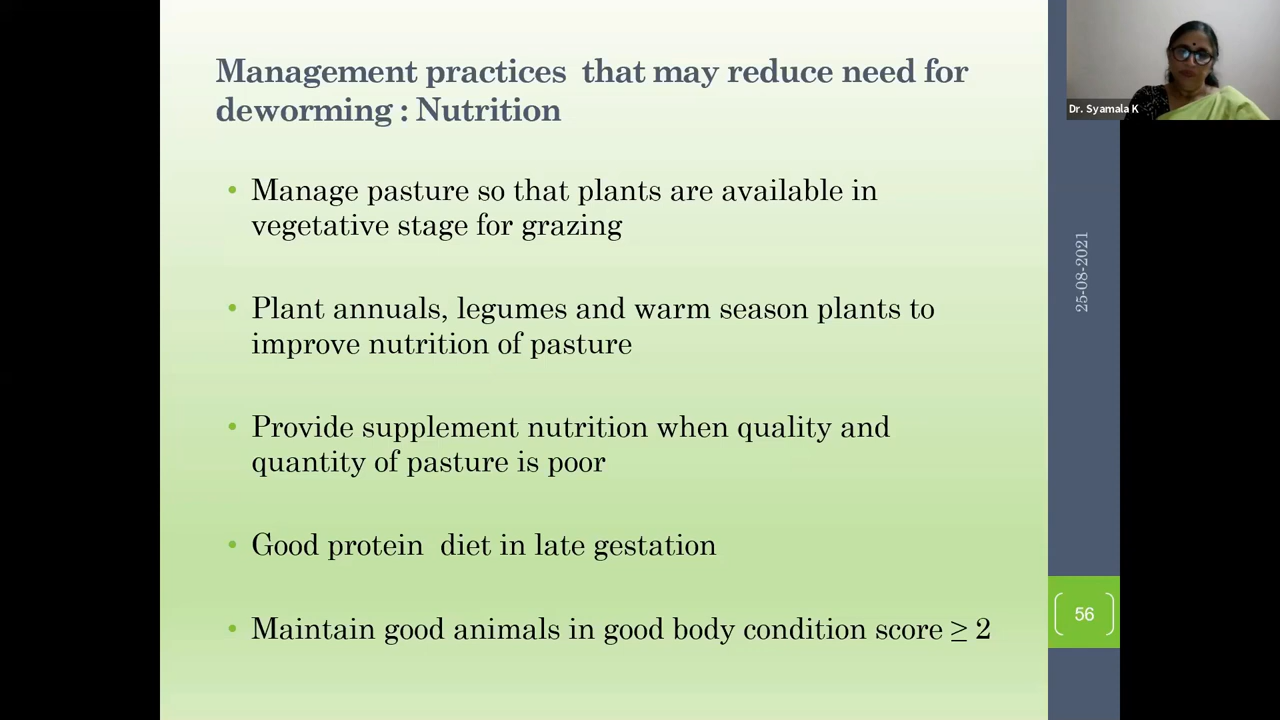 Management practices  that may reduce need for
deworming : Nutrition
• Manage pasture so that plants are available in
vegetative stage for grazing
• Plant annuals, legumes and warm season plants to
improve nutrition of pasture
• Provide supplement nutrition when quality and
quantity of pasture is poor
• Good protein  diet in late gestation
• Maintain good animals in good body condition score ≥ 2
Dr. Syamala K
25-08-2021
56